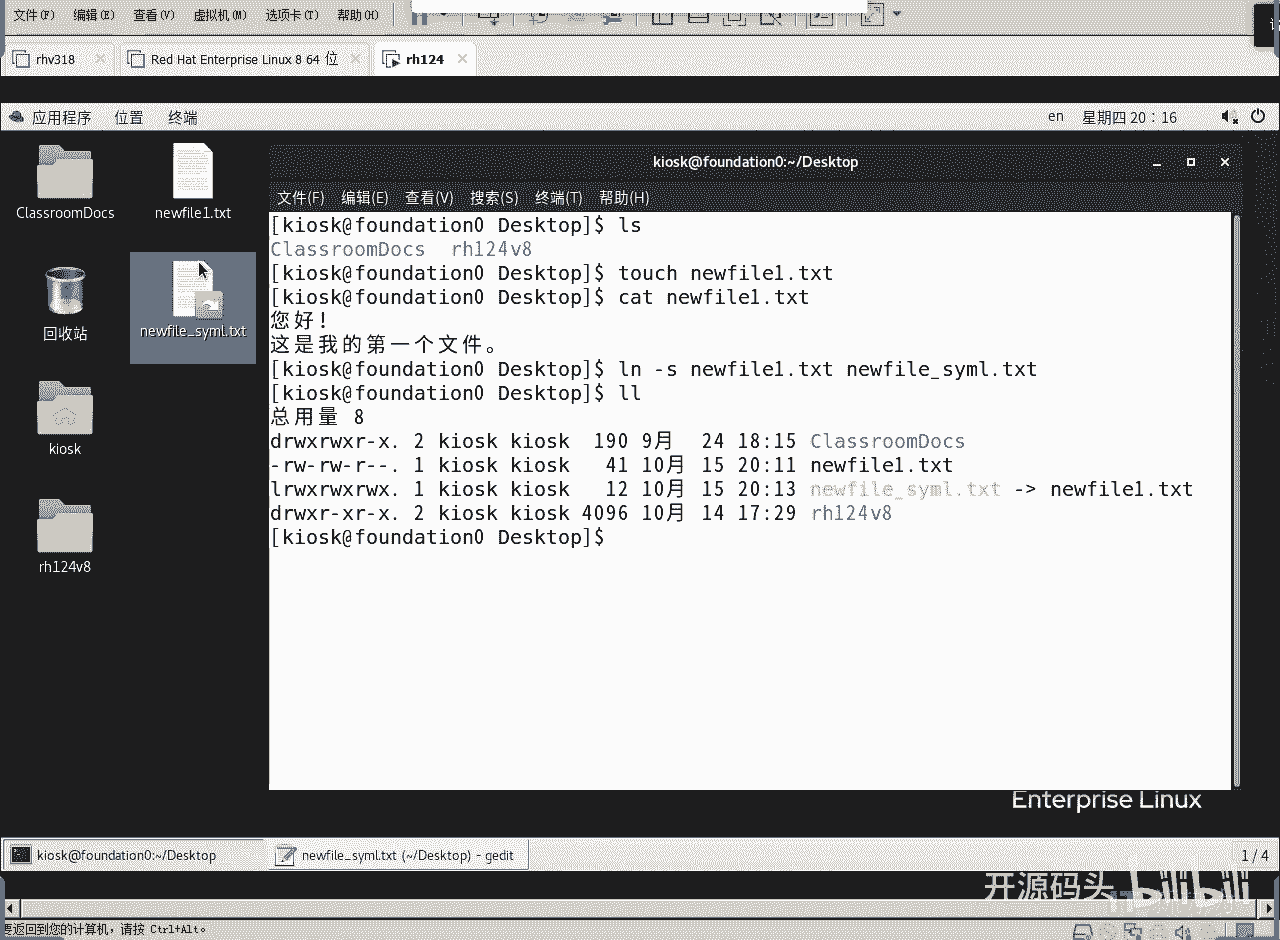 文件(F) 编辑(E) 查看(V) 虚拟机(M) 选项卡(T) 帮助(H)
rhv318 Red Hat Enterprise Linux 8 64 位 rh124
应用程序 位置 终端 en 星期四 20：16
ClassroomDocs
newfile1.txt
回收站
newfile_syml.txt
kiosk
rh124v8
kiosk@foundation0:~/Desktop
文件(F) 编辑(E) 查看(V) 搜索(S) 终端(T) 帮助(H)
[kiosk@foundation0 Desktop]$ ls
ClassroomDocs rh124v8
[kiosk@foundation0 Desktop]$ touch newfile1.txt
[kiosk@foundation0 Desktop]$ cat newfile1.txt
您好！
这是我的第一个文件。
[kiosk@foundation0 Desktop]$ ln -s newfile1.txt newfile_syml.txt
[kiosk@foundation0 Desktop]$ ll
总用量 8
drwxrwxr-x. 2 kiosk kiosk 190 9月 24 18:15 ClassroomDocs
-rw-rw-r--. 1 kiosk kiosk 41 10月 15 20:11 newfile1.txt
lrwxrwxrwx. 1 kiosk kiosk 12 10月 15 20:13 newfile_syml.txt -> newfile1.txt
drwxr-xr-x. 2 kiosk kiosk 4096 10月 14 17:29 rh124v8
[kiosk@foundation0 Desktop]$
Enterprise Linux
kiosk@foundation0:~/Desktop newfile_syml.txt (~/Desktop) - gedit 1 / 4
开源码头 bilibili
要返回到您的计算机，请按 Ctrl+Alt。